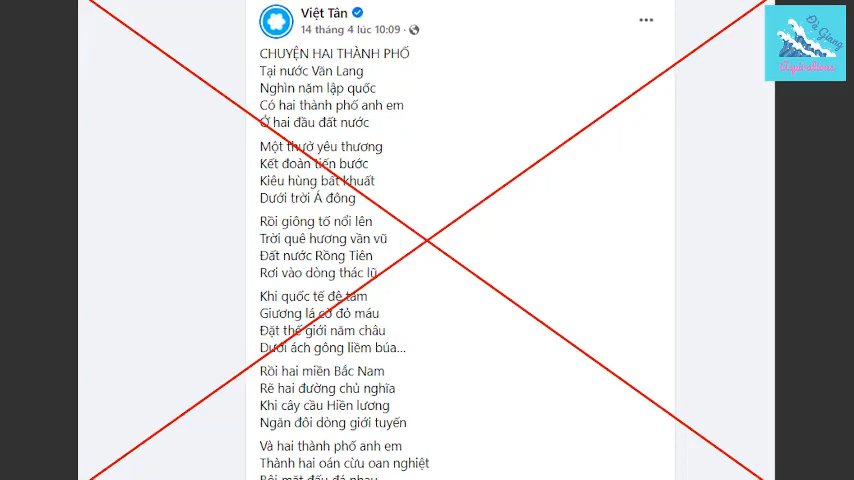 Việt Tân
14 tháng 4 lúc 10:09
CHUYỆN HAI THÀNH PHỐ
Tại nước Văn Lang
Nghìn năm lập quốc
Có hai thành phố anh em
Ở hai đầu đất nước
Một thuở yêu thương
Kết đoàn tiến bước
Kiêu hùng bất khuất
Dưới trời Á đông
Rồi giông tố nổi lên
Trời quê hương vần vũ
Đất nước Rồng Tiên
Rơi vào dòng thác lũ
Khi quốc tế đệ tam
Giương lá cờ đỏ máu
Đặt thế giới năm châu
Dưới ách gông liềm búa...
Rồi hai miền Bắc Nam
Rẽ hai đường chủ nghĩa
Khi cây cầu Hiền lương
Ngăn đôi dòng giới tuyến
Và hai thành phố anh em
Thành hai oán cừu oan nghiệt
Dạ Giang